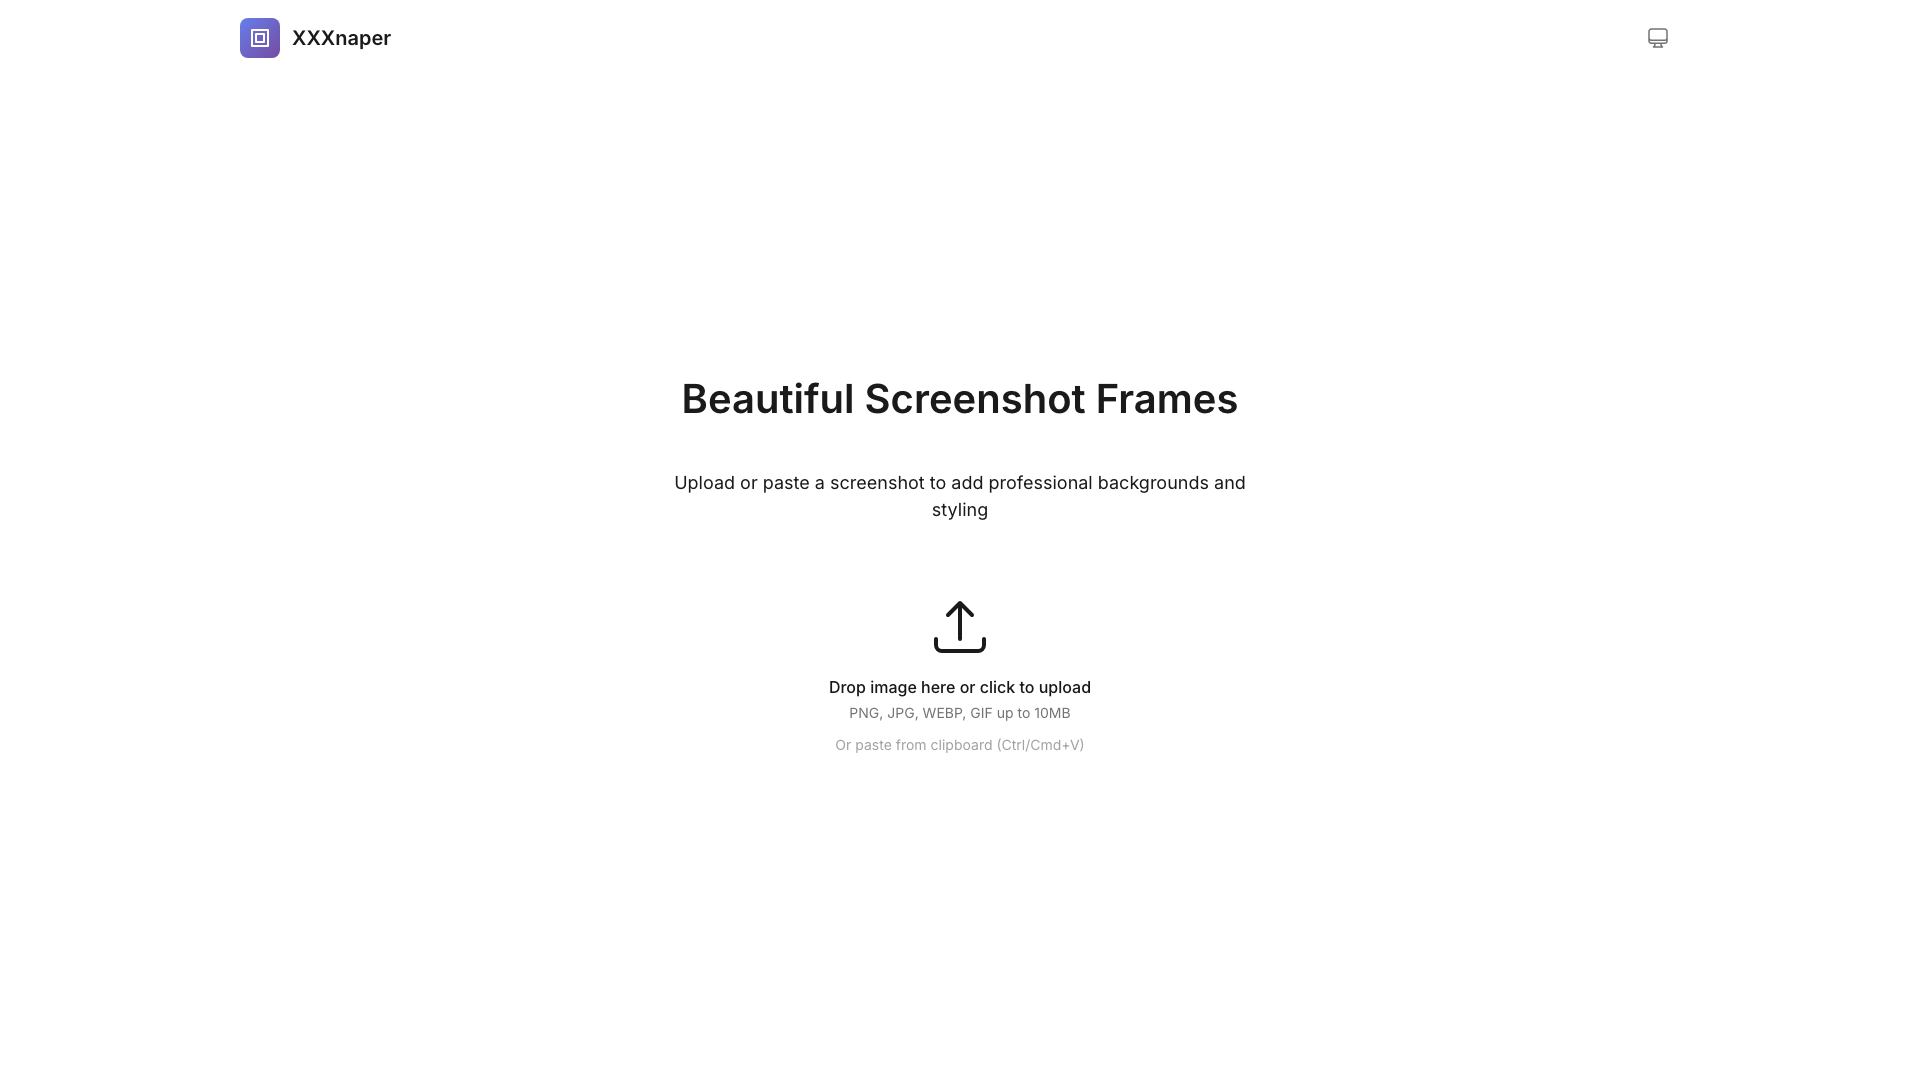 XXXnaper
Beautiful Screenshot Frames
Upload or paste a screenshot to add professional backgrounds and
styling
Drop image here or click to upload
PNG, JPG, WEBP, GIF up to 10MB
Or paste from clipboard (Ctrl/Cmd+V)